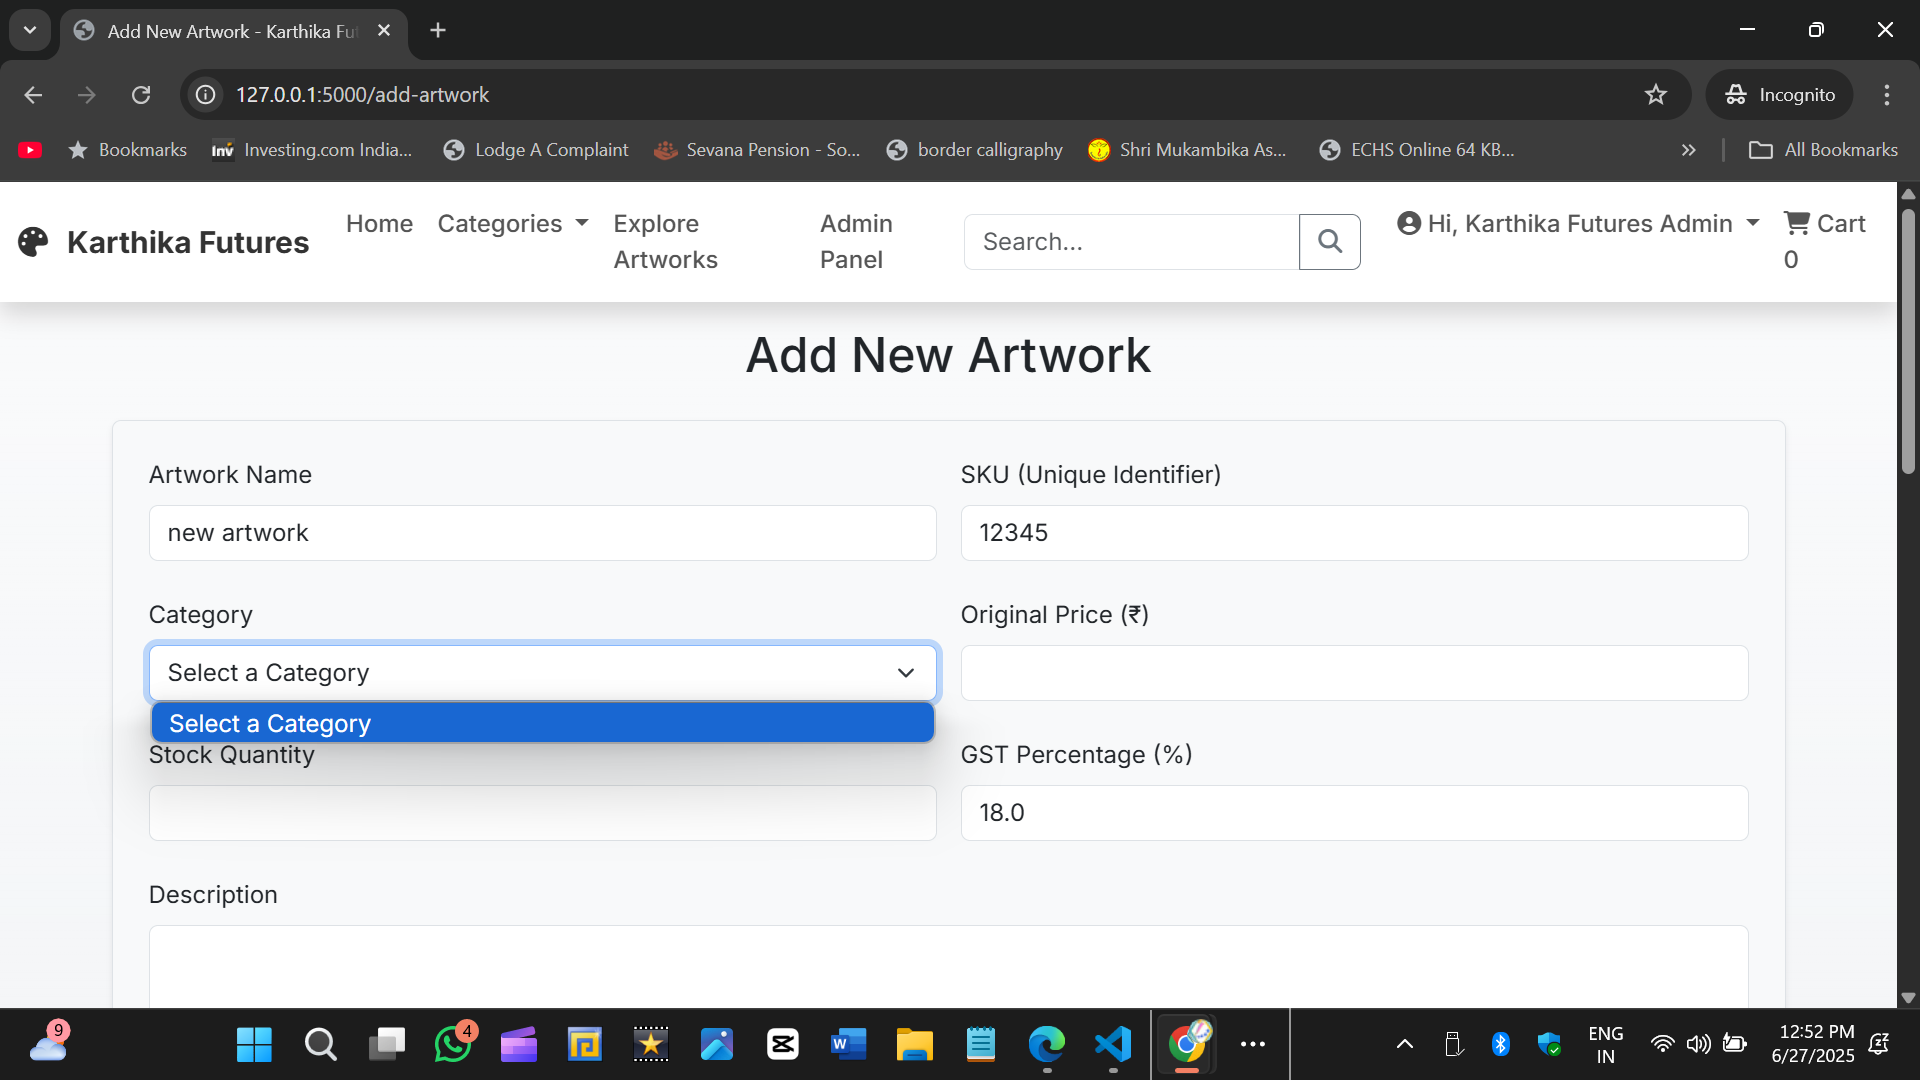 Add New Artwork - Karthika Fu
127.0.0.1:5000/add-artwork
Incognito
Bookmarks
Inv Investing.com India...
Lodge A Complaint
Sevana Pension - So...
border calligraphy
Shri Mukambika As...
ECHS Online 64 KB...
All Bookmarks
Karthika Futures
Home
Categories
Explore
Artworks
Admin
Panel
Search...
Hi, Karthika Futures Admin
Cart
0
Add New Artwork
Artwork Name
SKU (Unique Identifier)
new artwork
12345
Category
Original Price (₹)
Select a Category
Select a Category
Stock Quantity
GST Percentage (%)
18.0
Description
9
4
W
ENG
IN
12:52 PM
6/27/2025